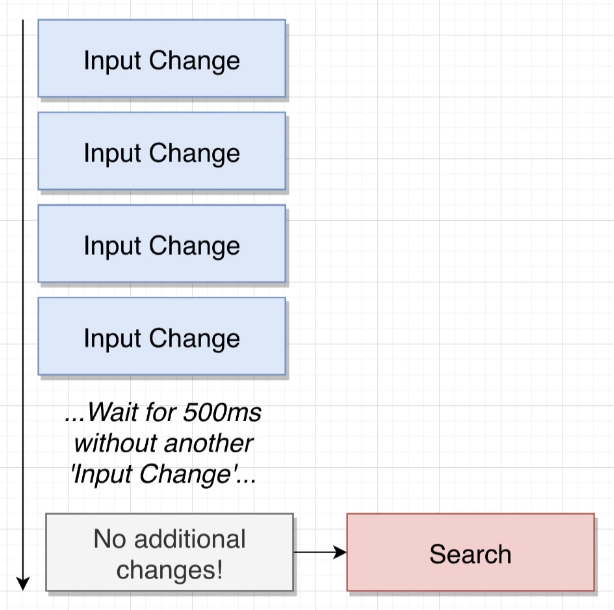 Input Change
Input Change
Input Change
Input Change
...Wait for 500ms
without another
'Input Change'...
No additional
changes!
Search